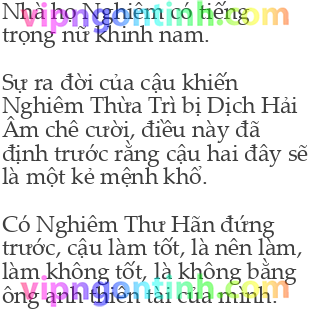 Nhà họ Nghiêm có tiếng
trọng nữ khinh nam.
Sự ra đời của cậu khiến
Nghiêm Thừa Trì bị Dịch Hải
Âm chê cười, điều này đã
định trước rằng cậu hai đây sẽ
là một kẻ mệnh khổ.
Có Nghiêm Thư Hãn đứng
trước, cậu làm tốt, là nên làm,
làm không tốt, là không bằng
ông anh thiên tài của mình.
vipngontinh.com
vipngontinh.com